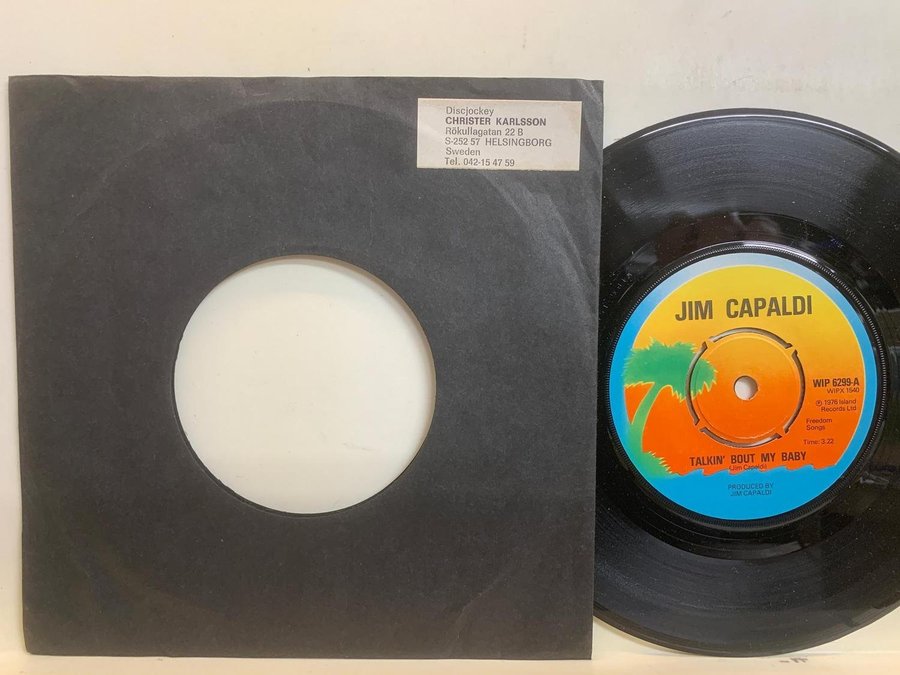 Discjockey
CHRISTER KARLSSON
Rökullagatan 22 B
S-252 57 HELSINGBORG
Sweden
Tel. 042-15 47 59
JIM CAPALDI
WIP 6299-A
WIPX 1540
℗ 1976 Island
Records Ltd
Freedom
Songs
Time: 3.22
TALKIN' BOUT MY BABY
(Jim Capaldi)
PRODUCED BY
JIM CAPALDI